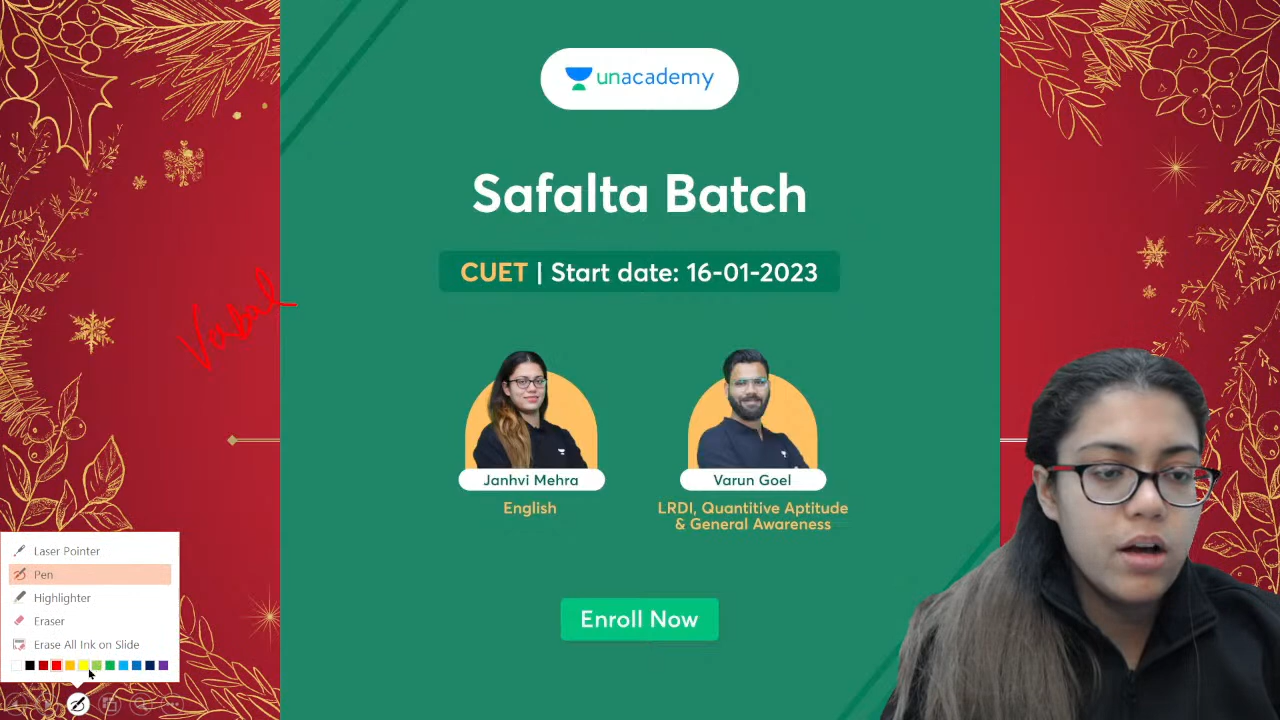 unacademy
Safalta Batch
CUET | Start date: 16-01-2023
Verbal
Janhvi Mehra
Varun Goel
English
LRDI, Quantitive Aptitude
& General Awareness
Enroll Now
Laser Pointer
Pen
Highlighter
Eraser
Erase All Ink on Slide